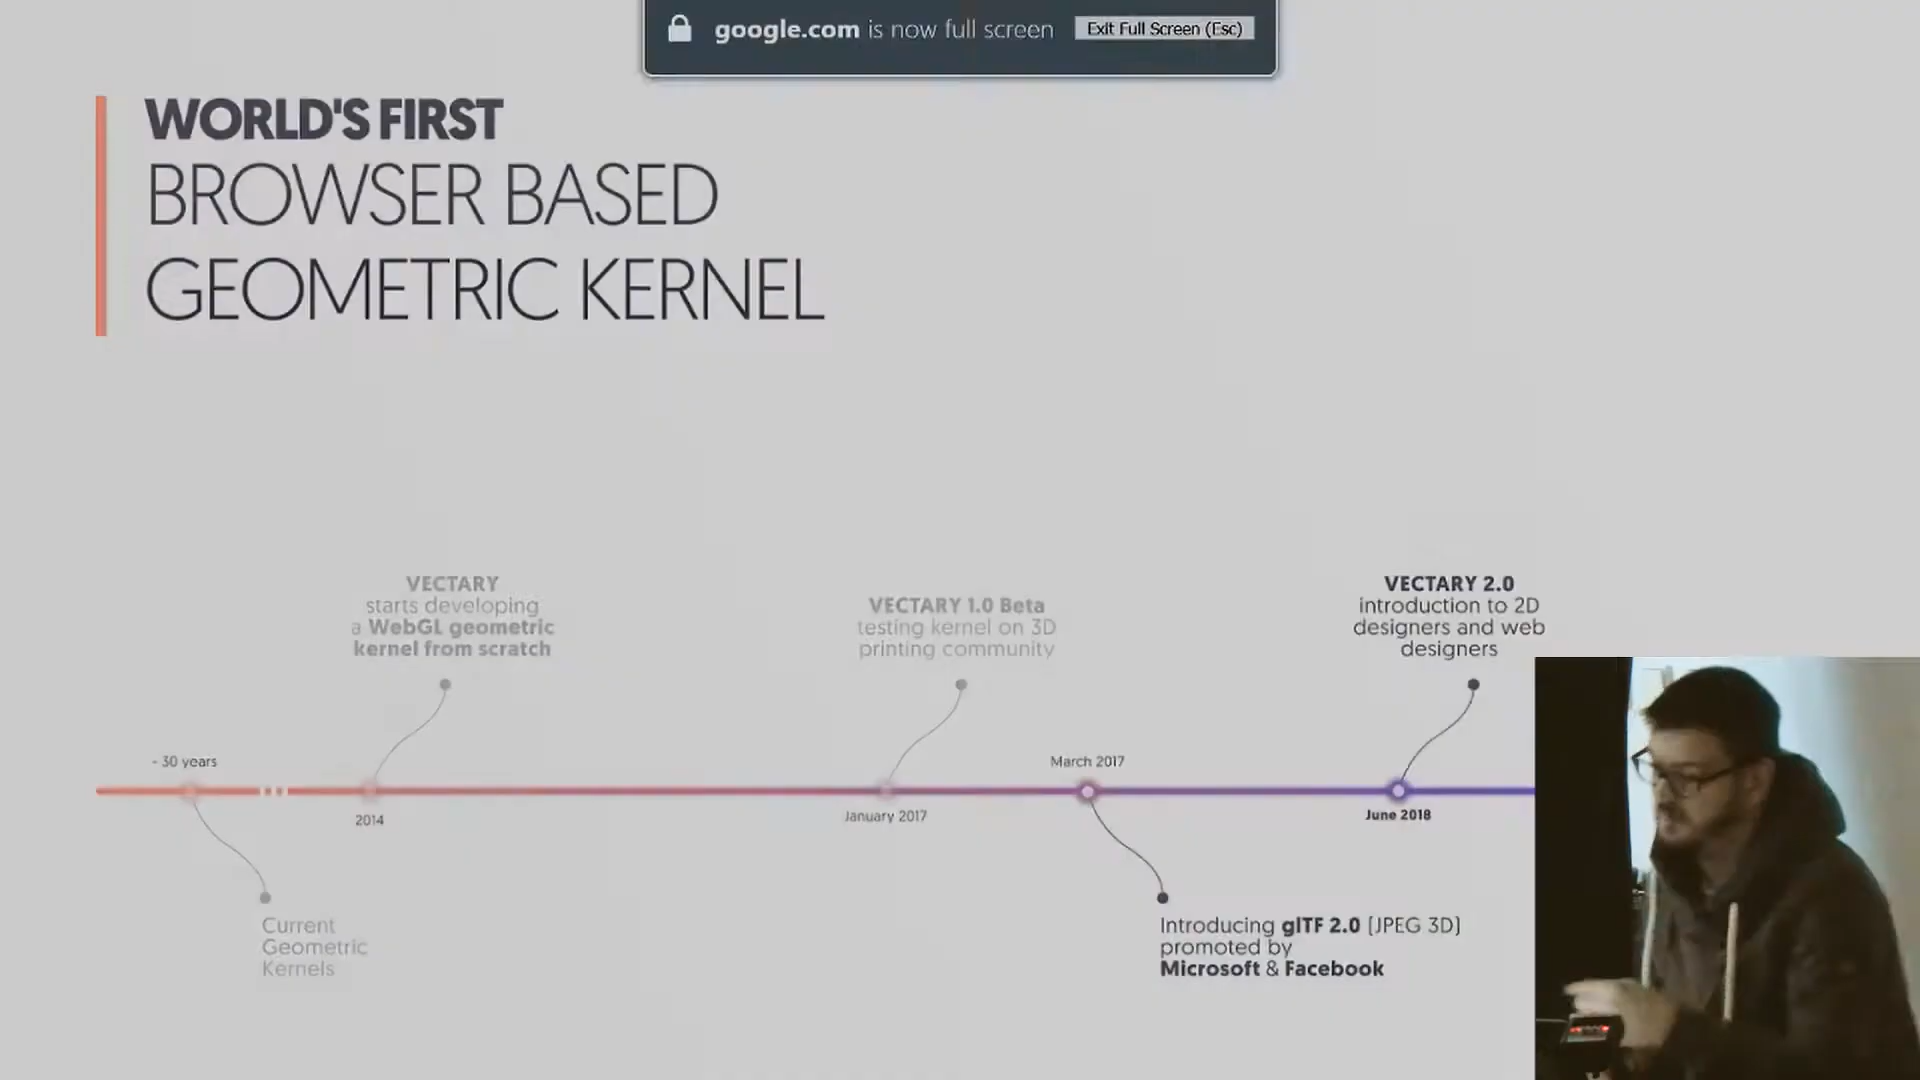 google.com is now full screen Exit Full Screen (Esc)
WORLD'S FIRST
BROWSER BASED
GEOMETRIC KERNEL
VECTARY
starts developing
a WebGL geometric
kernel from scratch
VECTARY 1.0 Beta
testing kernel on 3D
printing community
VECTARY 2.0
introduction to 2D
designers and web
designers
- 30 years
March 2017
2014
January 2017
June 2018
Current
Geometric
Kernels
Introducing glTF 2.0 [JPEG 3D]
promoted by
Microsoft & Facebook